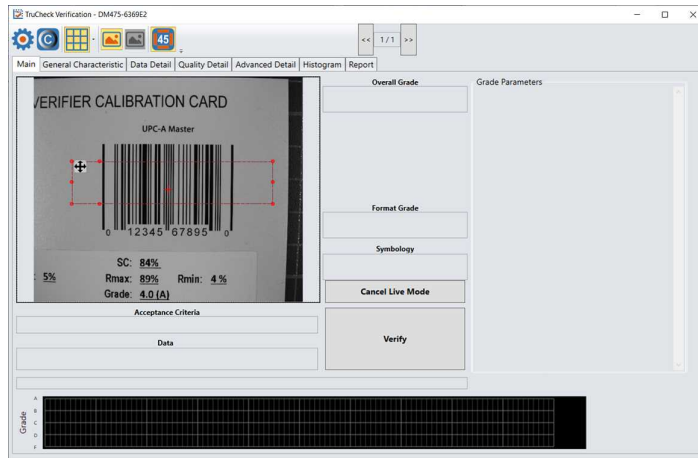 TruCheck Verification - DM475-6369E2
45
<< 1 / 1 >>
Main General Characteristic Data Detail Quality Detail Advanced Detail Histogram Report
VERIFIER CALIBRATION CARD
UPC-A Master
0 12345 67895 0
SC: 84%
: 5% Rmax: 89% Rmin: 4 %
Grade: 4.0 (A)
Overall Grade
Format Grade
Symbology
Cancel Live Mode
Verify
Grade Parameters
Acceptance Criteria
Data
Grade
A
B
C
D
F